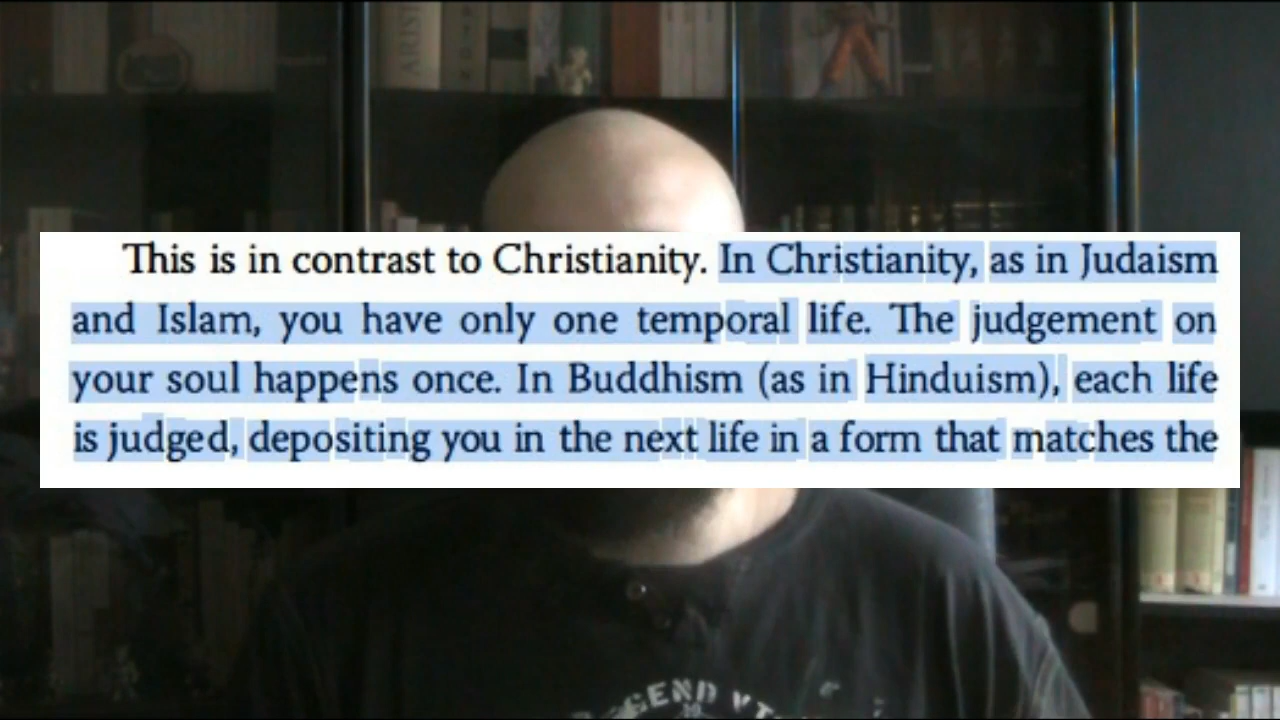 ARIST
This is in contrast to Christianity. In Christianity, as in Judaism
and Islam, you have only one temporal life. The judgement on
your soul happens once. In Buddhism (as in Hinduism), each life
is judged, depositing you in the next life in a form that matches the